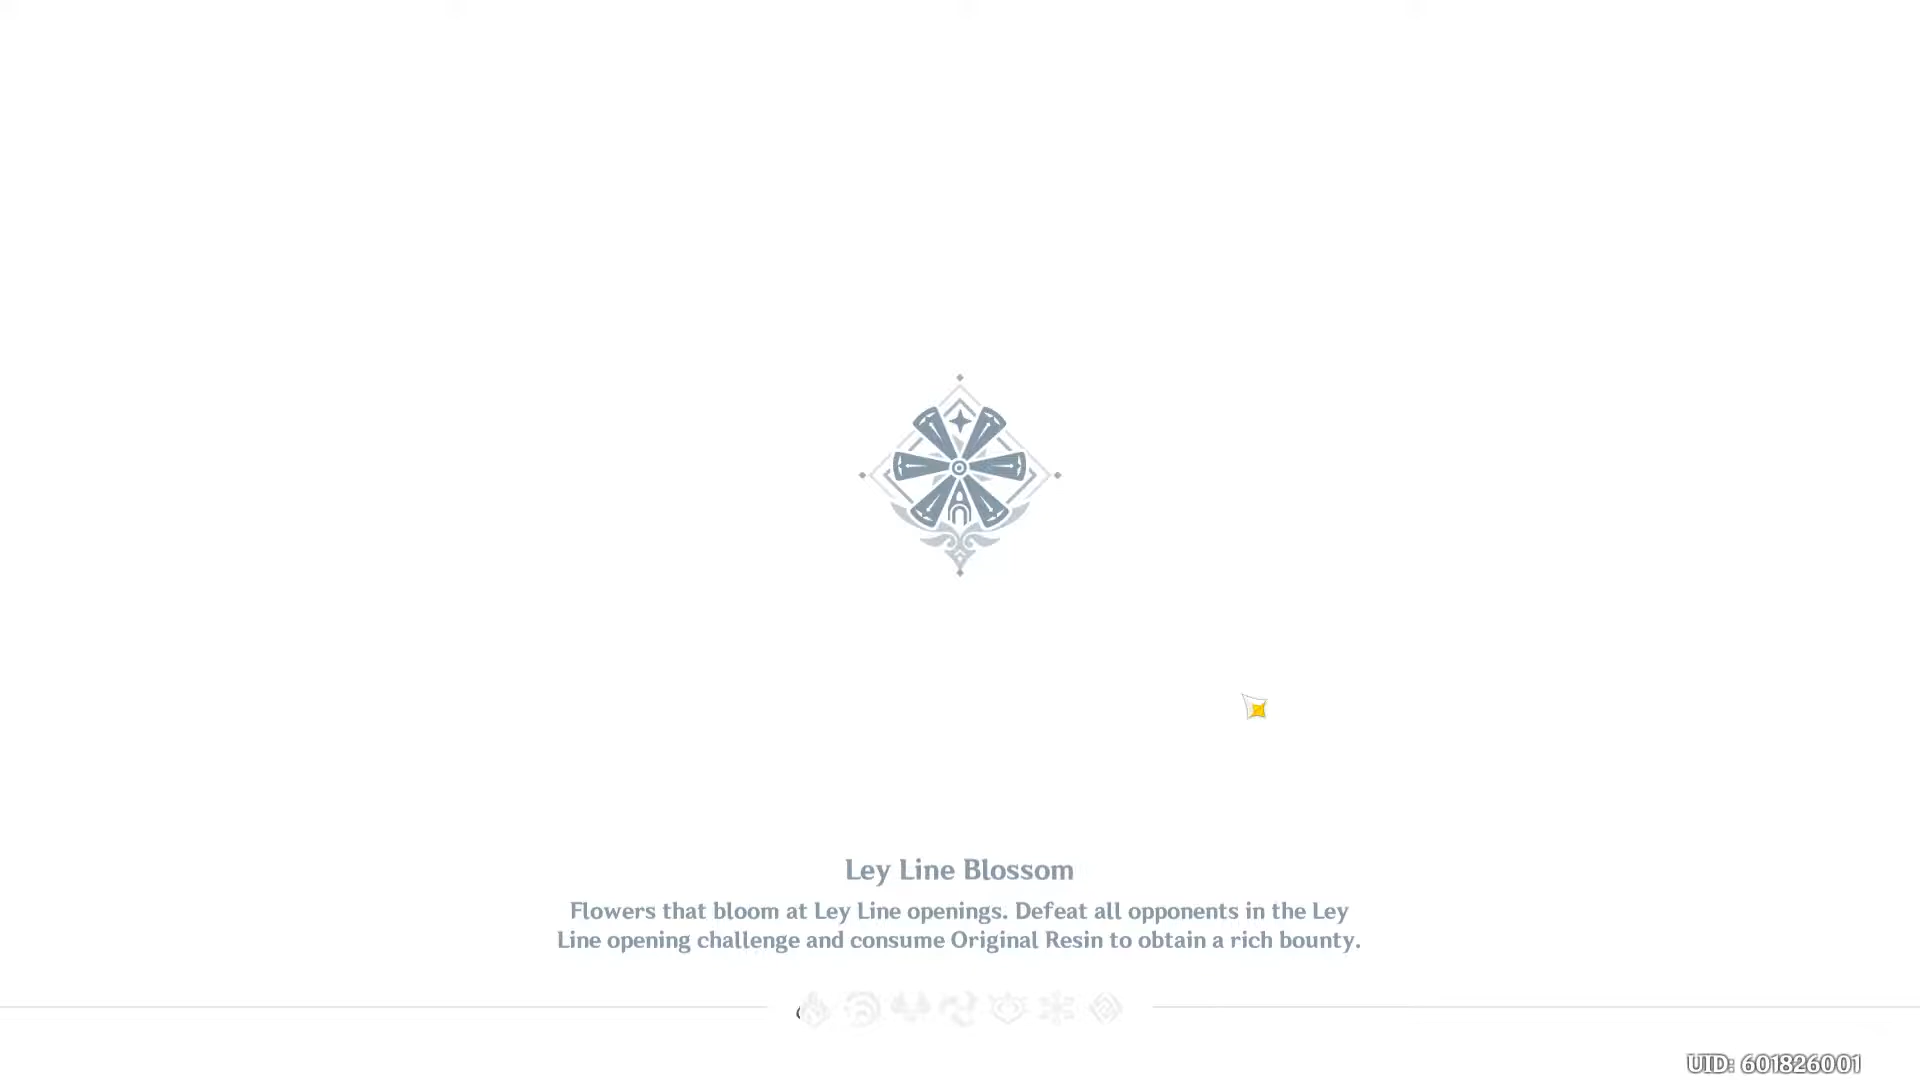 Ley Line Blossom
Flowers that bloom at Ley Line openings. Defeat all opponents in the Ley
Line opening challenge and consume Original Resin to obtain a rich bounty.
UID: 601826001